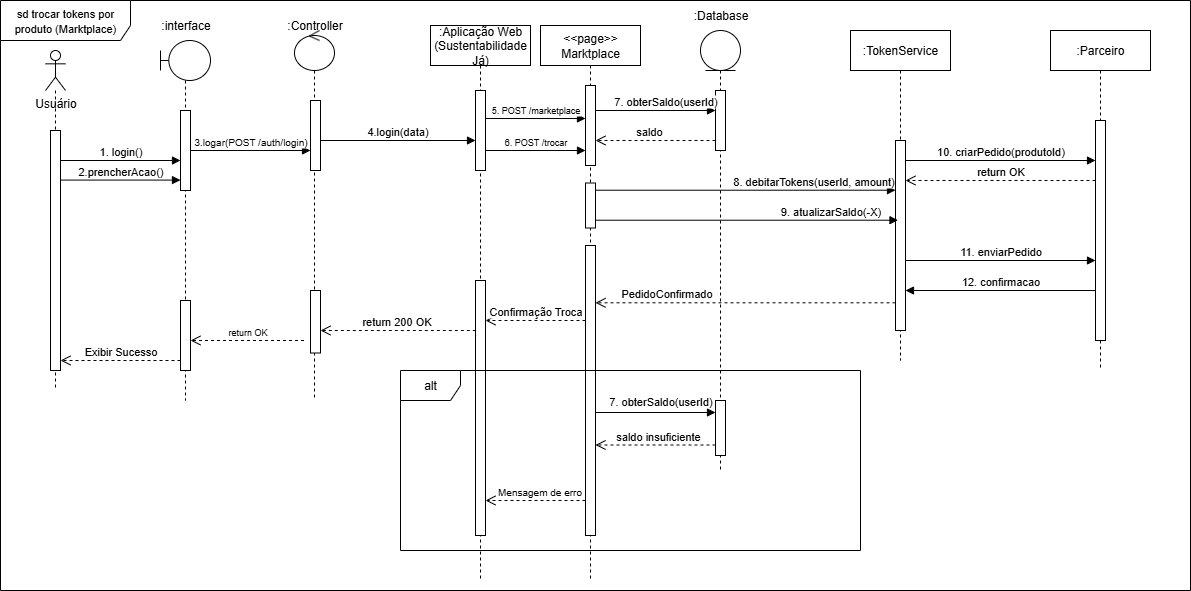 sd trocar tokens por
produto (Marktplace)
:interface
:Controller
:Aplicação Web
(Sustentabilidade
Já)
<<page>>
Marktplace
:Database
:TokenService
:Parceiro
Usuário
1. login()
2.prencherAcao()
3.logar(POST /auth/login)
4.login(data)
5. POST /marketplace
6. POST /trocar
7. obterSaldo(userId)
saldo
8. debitarTokens(userId, amount)
9. atualizarSaldo(-X)
10. criarPedido(produtoId)
return OK
11. enviarPedido
12. confirmacao
PedidoConfirmado
Confirmação Troca
return 200 OK
return OK
Exibir Sucesso
alt
7. obterSaldo(userId)
saldo insuficiente
Mensagem de erro